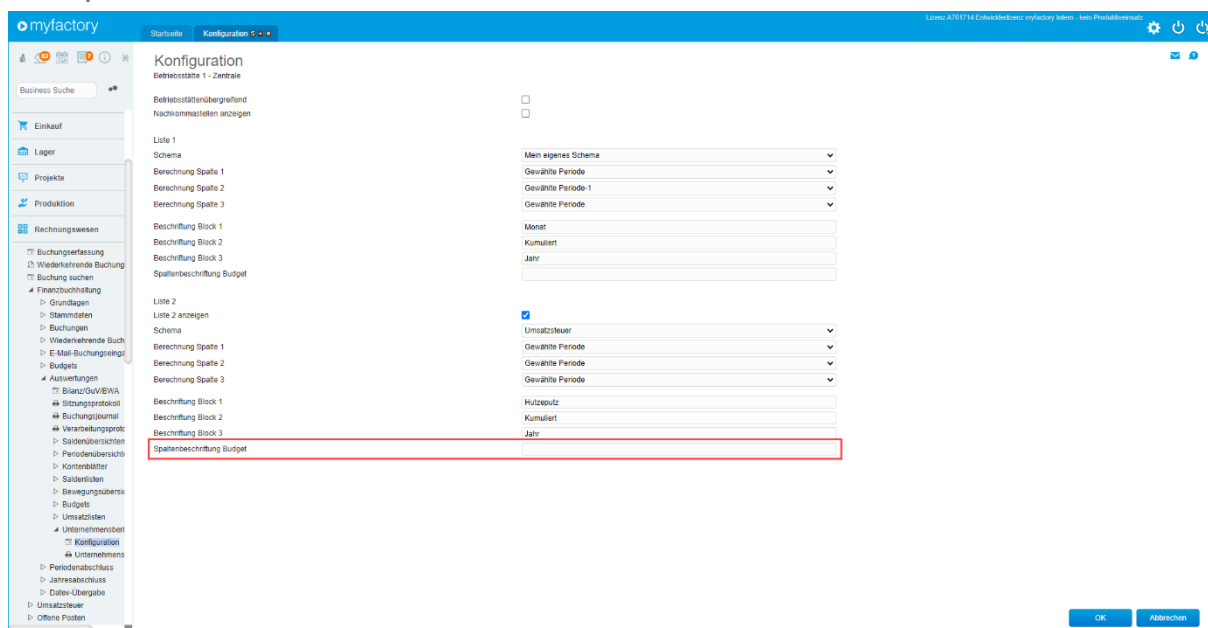 myfactory
Startseite Konfiguration
Lizenz A761714 Entwicklerlizenz myfactory Intern - kein Produktiveinsatz
Business Suche
Einkauf
Lager
Projekte
Produktion
Rechnungswesen
Buchungserfassung
Wiederkehrende Buchung
Buchung suchen
Finanzbuchhaltung
Grundlagen
Stammdaten
Buchungen
Wiederkehrende Buch
E-Mail-Buchungseinga
Budgets
Auswertungen
Bilanz/GuV/BWA
Sitzungsprotokoll
Buchungsjournal
Verarbeitungsprotc
Saldenübersichten
Periodenübersicht
Kontenblätter
Saldenlisten
Bewegungsübersic
Budgets
Umsatzlisten
Unternehmensberi
Konfiguration
Unternehmens
Periodenabschluss
Jahresabschluss
Datev-Übergabe
Umsatzsteuer
Offene Posten
Konfiguration
Betriebsstätte 1 - Zentrale
Betriebsstättenübergreifend
Nachkommastellen anzeigen
Liste 1
Schema Mein eigenes Schema
Berechnung Spalte 1 Gewählte Periode
Berechnung Spalte 2 Gewählte Periode-1
Berechnung Spalte 3 Gewählte Periode
Beschriftung Block 1 Monat
Beschriftung Block 2 Kumuliert
Beschriftung Block 3 Jahr
Spaltenbeschriftung Budget
Liste 2
Liste 2 anzeigen
Schema Umsatzsteuer
Berechnung Spalte 1 Gewählte Periode
Berechnung Spalte 2 Gewählte Periode
Berechnung Spalte 3 Gewählte Periode
Beschriftung Block 1 Hutzeputz
Beschriftung Block 2 Kumuliert
Beschriftung Block 3 Jahr
Spaltenbeschriftung Budget
OK Abbrechen